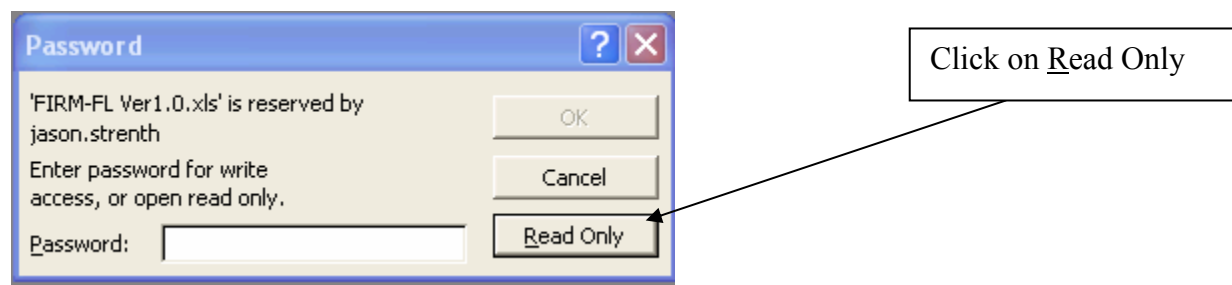 Password
'FIRM-FL Ver1.0.xls' is reserved by
jason.strenth
Enter password for write
access, or open read only.
Password:
OK
Cancel
Read Only
Click on Read Only